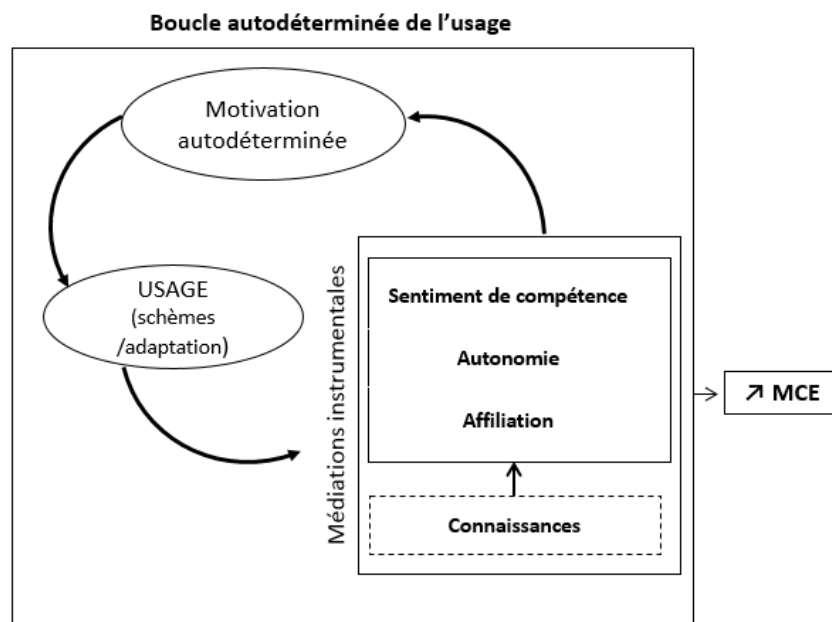 Boucle autodéterminée de l’usage
Motivation
autodéterminée
USAGE
(schèmes
/adaptation)
Médiations instrumentales
Sentiment de compétence
Autonomie
Affiliation
Connaissances
↗ MCE